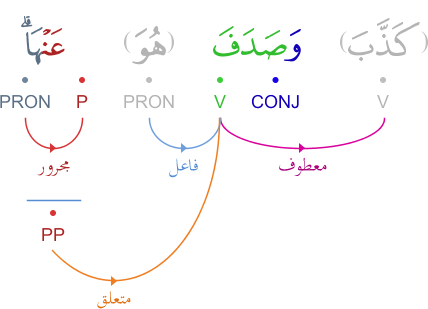 (كَذَّبَ) وَصَدَفَ (هُوَ) عَنْهَا ۗ
V CONJ V PRON P PRON
معطوف فاعل مجرور
PP
متعلق